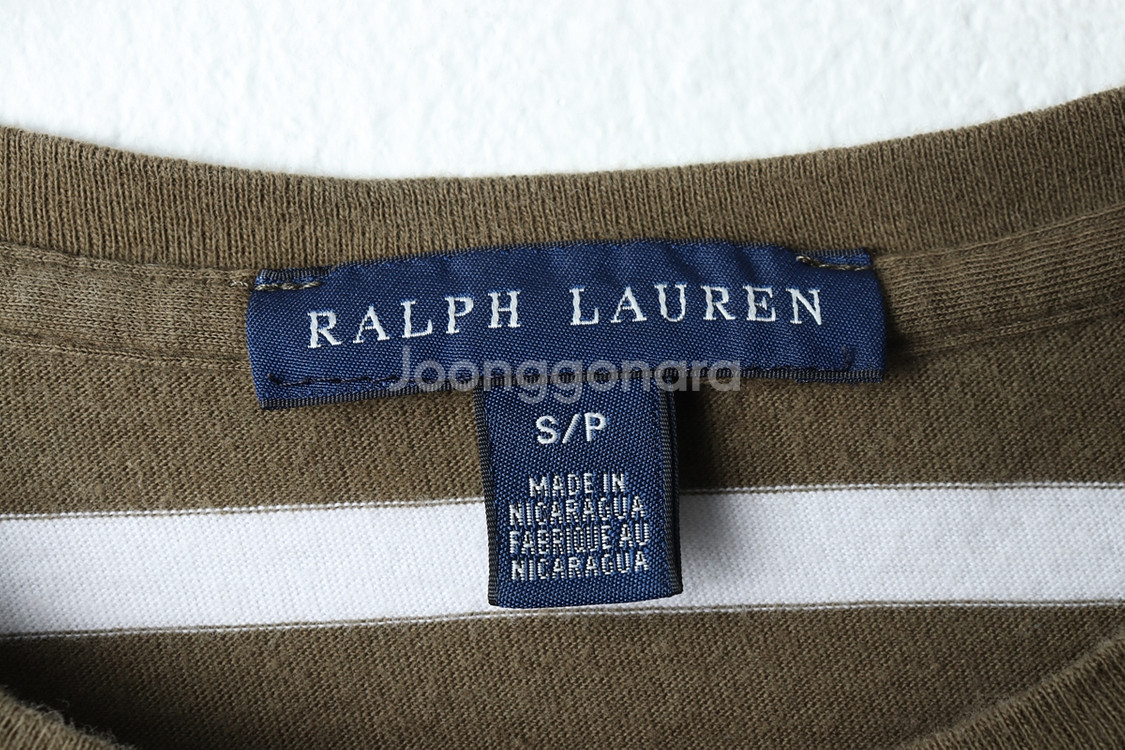 RALPH LAUREN
Joonggonara
S/P
MADE IN
NICARAGUA
FABRIQUE AU
NICARAGUA